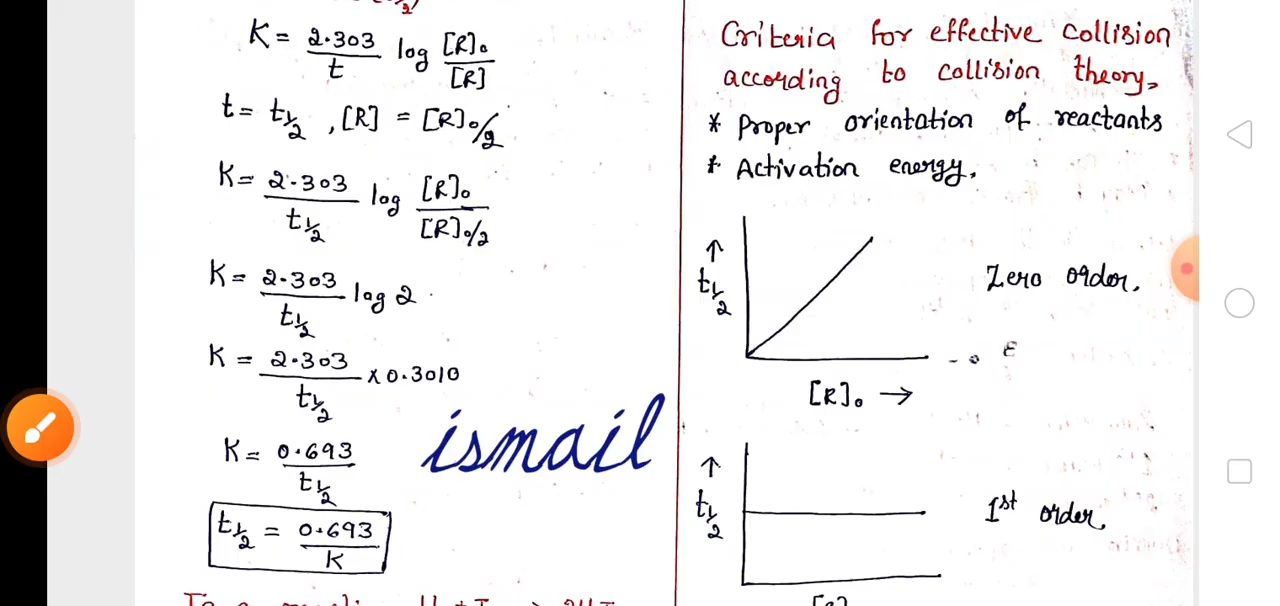 K = 2.303/t log [R]₀/[R]
t = t½ , [R] = [R]₀/2
K = 2.303/t½ log [R]₀/[R]₀/2
K = 2.303/t½ log 2
K = 2.303/t½ × 0.3010
K = 0.693/t½
t½ = 0.693/K
ismail
Criteria for effective collision
according to collision theory,
* Proper orientation of reactants
* Activation energy.
↑
t½
Zero order.
[R]₀ →
↑
t½
1st order.